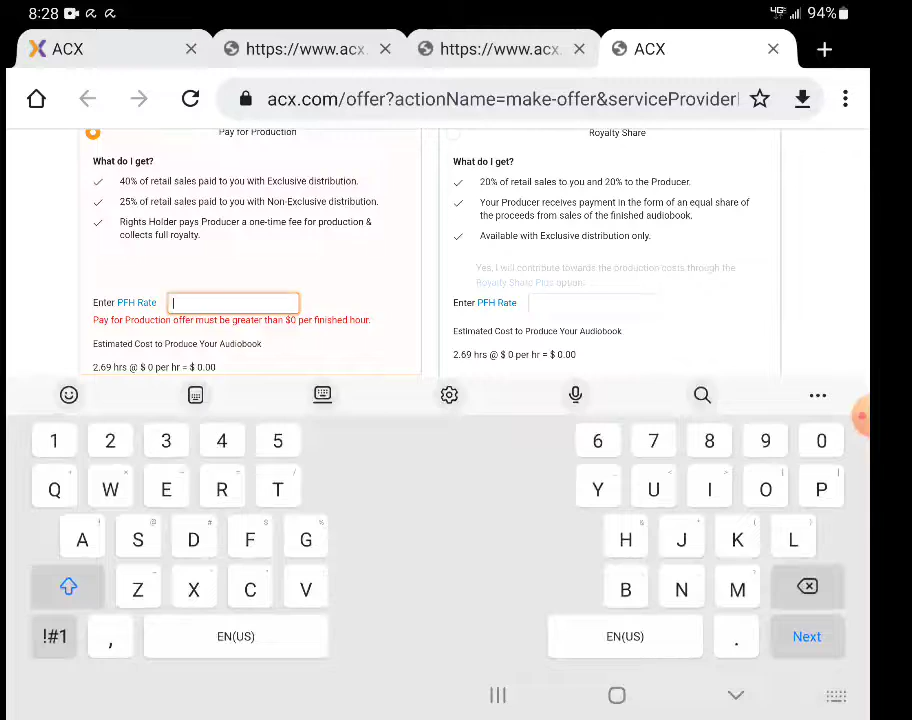 8:28
94%
ACX
https://www.acx.
https://www.acx.
ACX
acx.com/offer?actionName=make-offer&serviceProvider
Pay for Production
What do I get?
40% of retail sales paid to you with Exclusive distribution.
25% of retail sales paid to you with Non-Exclusive distribution.
Rights Holder pays Producer a one-time fee for production &
collects full royalty.
Enter PFH Rate
Pay for Production offer must be greater than $0 per finished hour.
Estimated Cost to Produce Your Audiobook
2.69 hrs @ $ 0 per hr = $ 0.00
Royalty Share
What do I get?
20% of retail sales to you and 20% to the Producer.
Your Producer receives payment in the form of an equal share of
the proceeds from sales of the finished audiobook.
Available with Exclusive distribution only.
Yes, I will contribute towards the production costs through the
Royalty Share Plus option.
Enter PFH Rate
Estimated Cost to Produce Your Audiobook
2.69 hrs @ $ 0 per hr = $ 0.00
1 2 3 4 5 6 7 8 9 0
Q W E R T Y U I O P
A S D F G H J K L
Z X C V B N M
!#1 , EN(US) EN(US) . Next